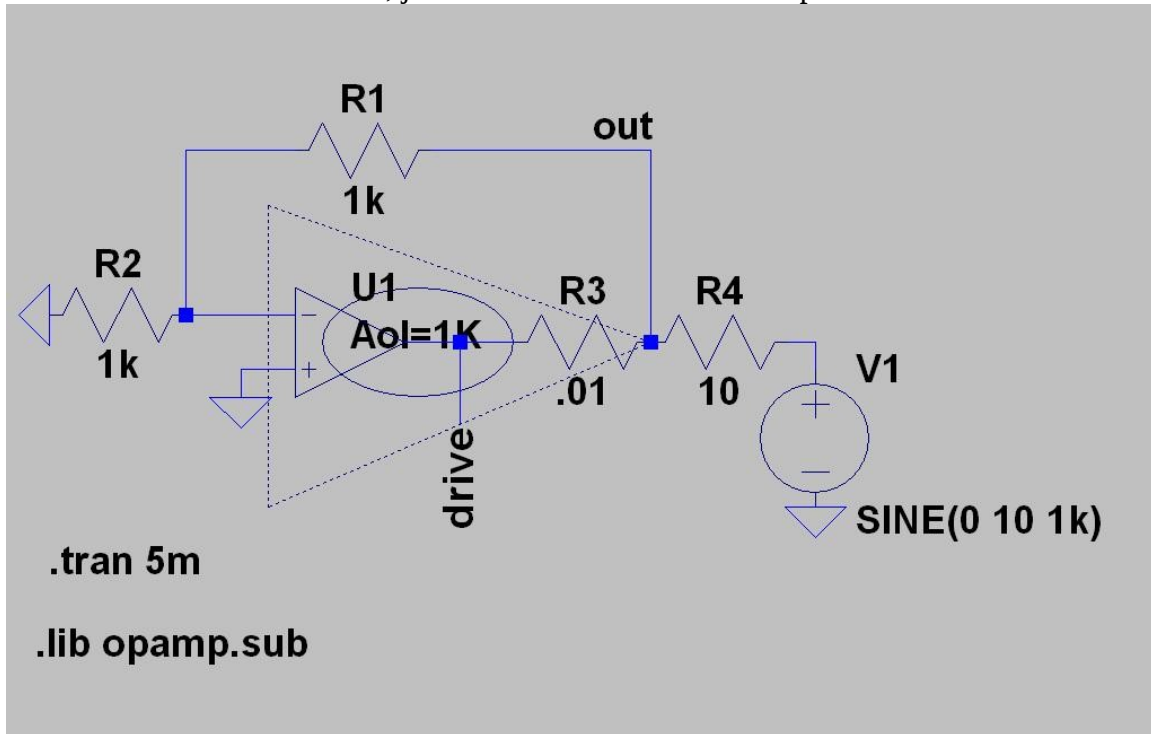 R1
out
1k
R2
U1
R3
R4
Aol=1K
V1
1k
.01
10
drive
SINE(0 10 1k)
.tran 5m
.lib opamp.sub